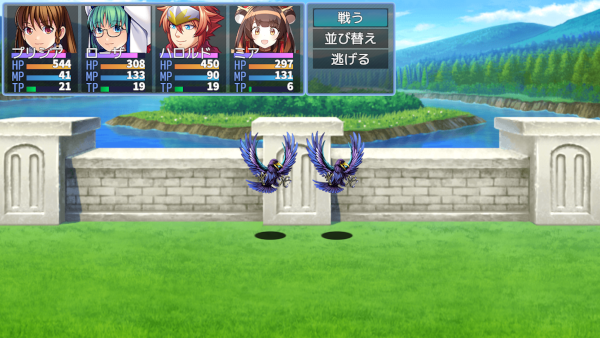 プリシア ローザ ハロルド ミア
HP 544 HP 308 HP 450 HP 297
MP 41 MP 133 MP 90 MP 131
TP 21 TP 19 TP 19 TP 6
戦う
並び替え
逃げる